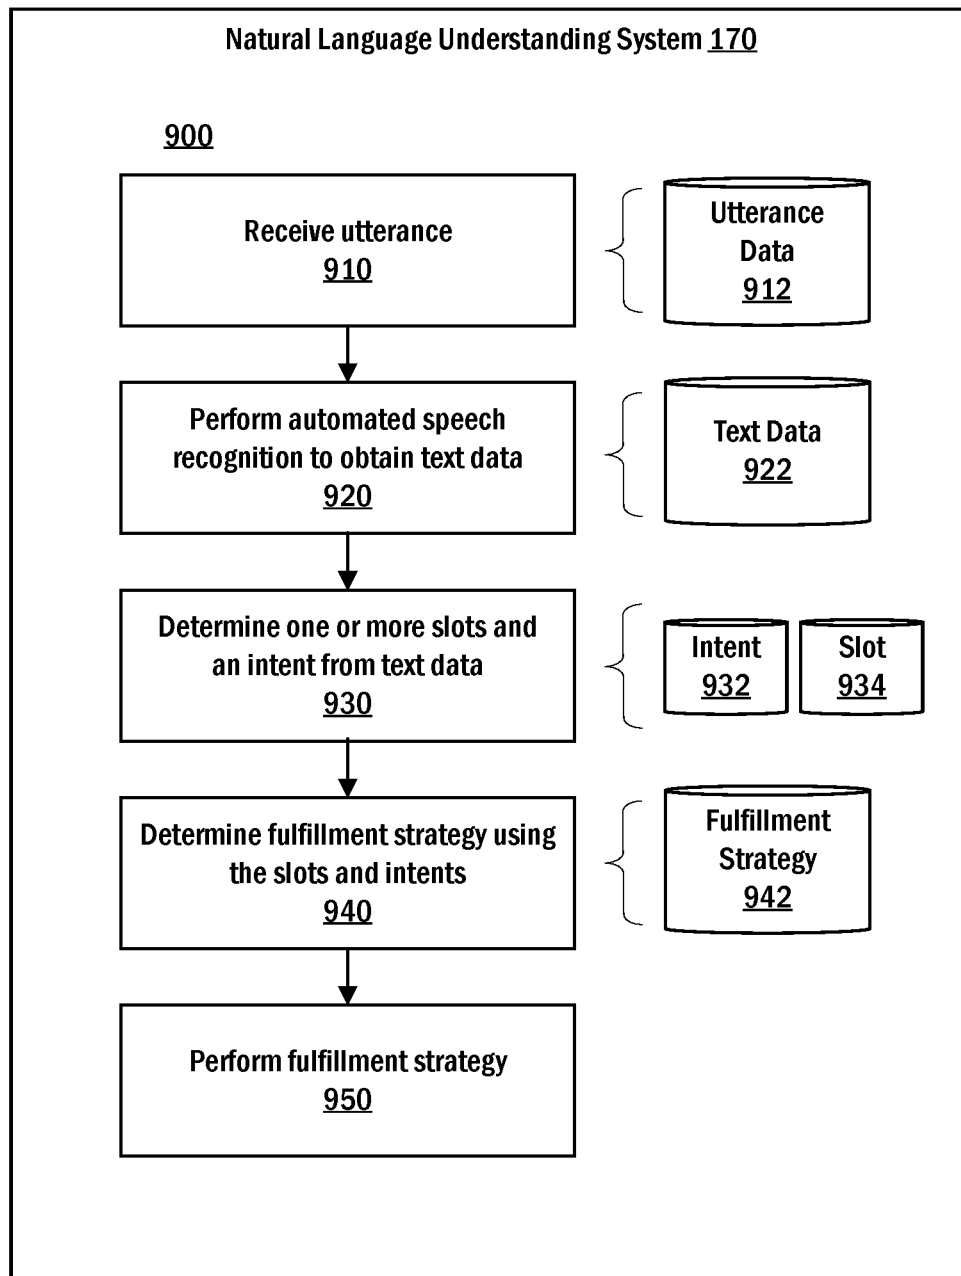 Natural Language Understanding System 170
900
Receive utterance
910
Utterance
Data
912
Perform automated speech
recognition to obtain text data
920
Text Data
922
Determine one or more slots and
an intent from text data
930
Intent
932
Slot
934
Determine fulfillment strategy using
the slots and intents
940
Fulfillment
Strategy
942
Perform fulfillment strategy
950